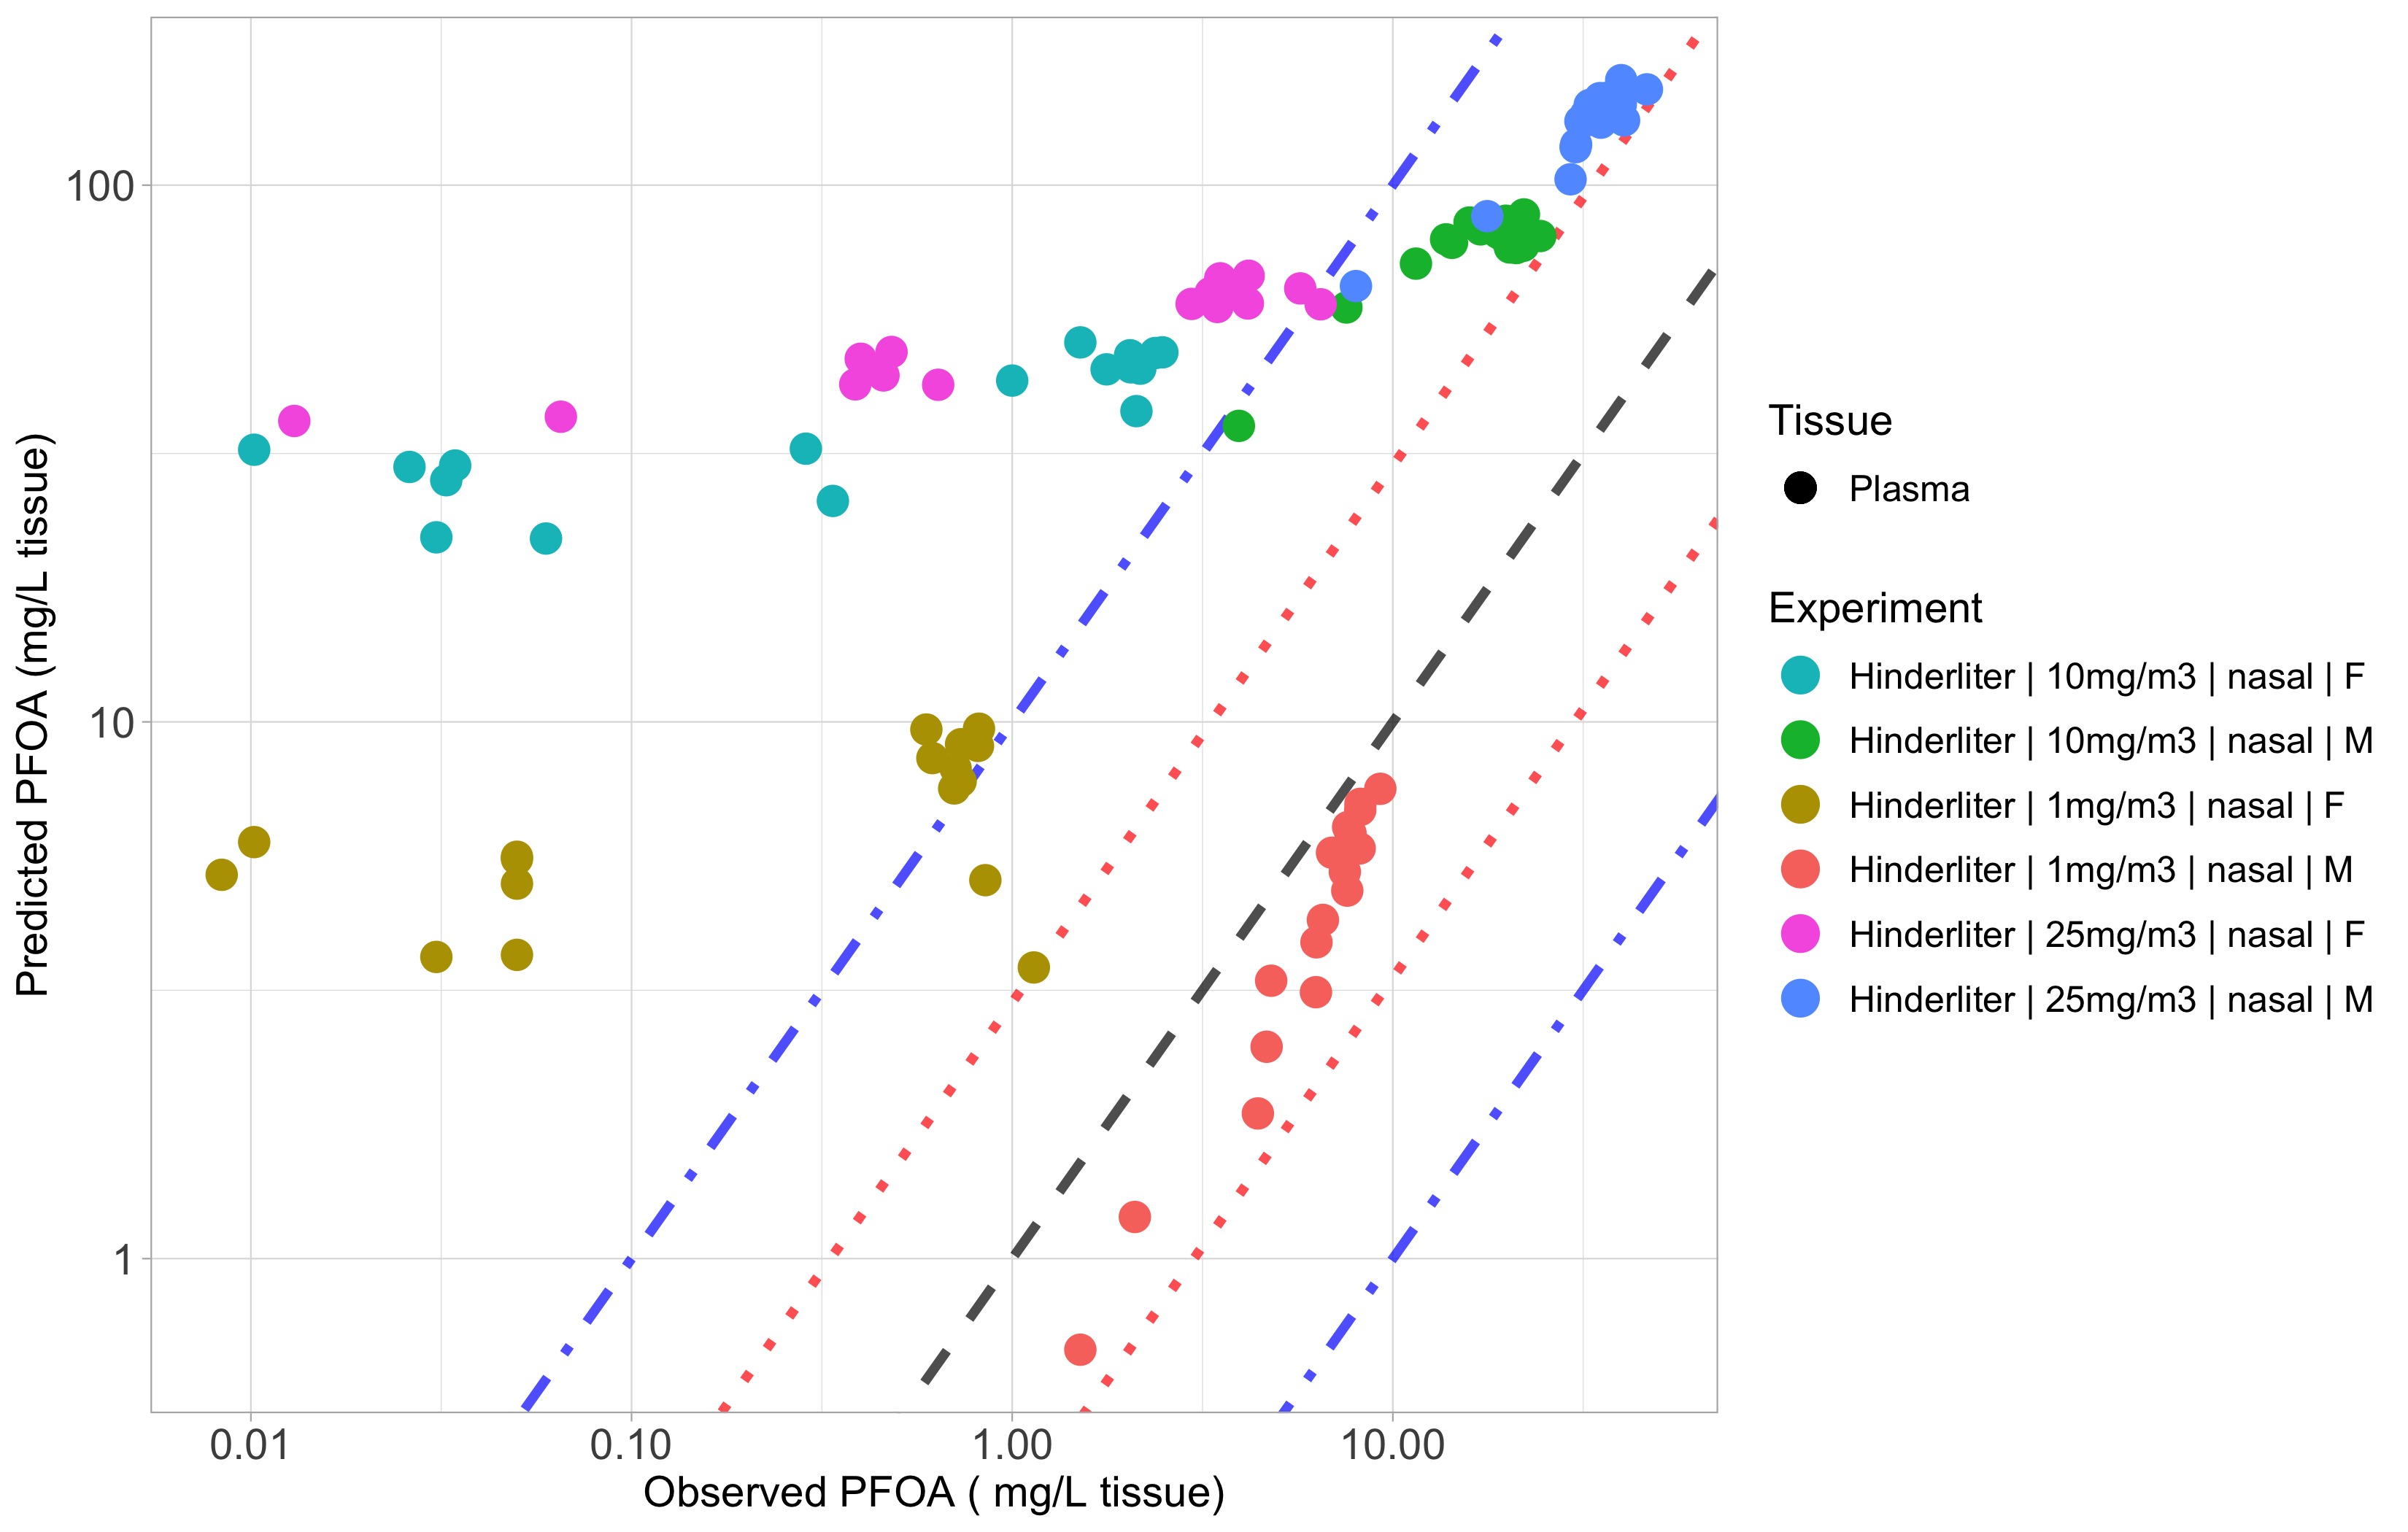 100
10
1
Predicted PFOA (mg/L tissue)
0.01
0.10
1.00
10.00
Observed PFOA ( mg/L tissue)
Tissue
Plasma
Experiment
Hinderliter | 10mg/m3 | nasal | F
Hinderliter | 10mg/m3 | nasal | M
Hinderliter | 1mg/m3 | nasal | F
Hinderliter | 1mg/m3 | nasal | M
Hinderliter | 25mg/m3 | nasal | F
Hinderliter | 25mg/m3 | nasal | M